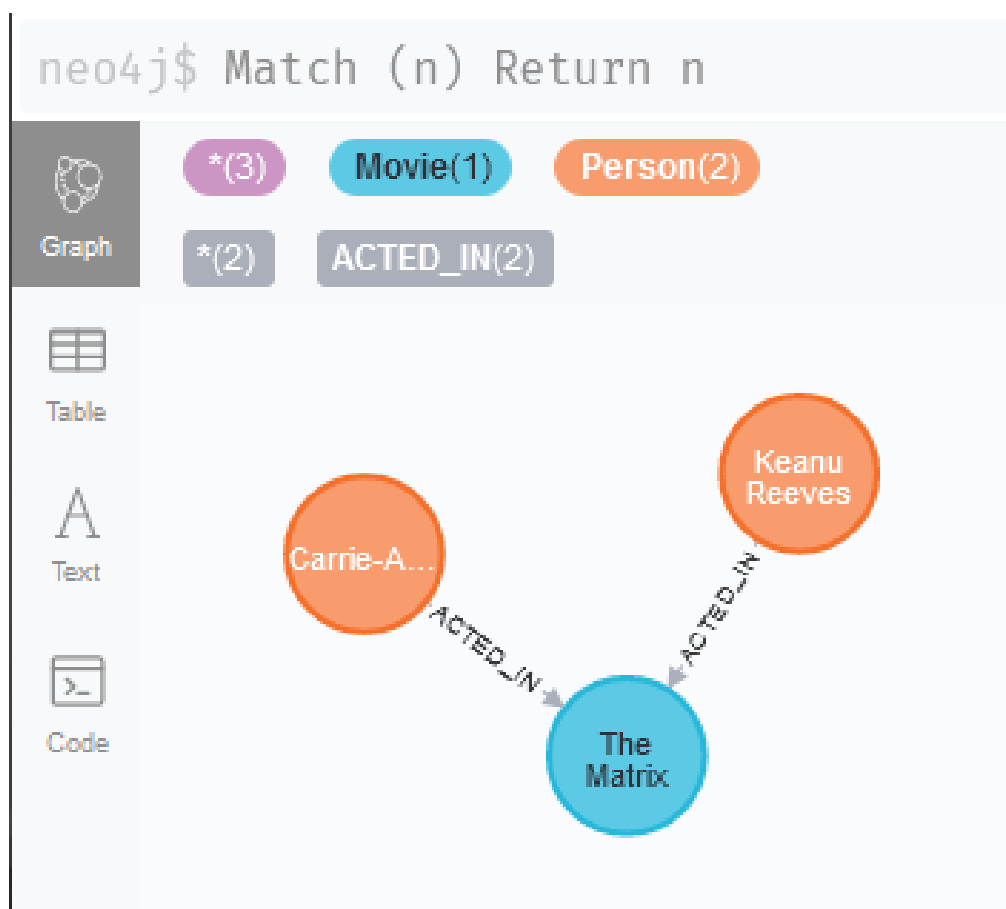 neo4j$ Match (n) Return n
*(3) Movie(1) Person(2)
*(2) ACTED_IN(2)
Graph
Table
Text
Code
Keanu
Reeves
Carrie-A...
ACTED_IN
ACTED_IN
The
Matrix